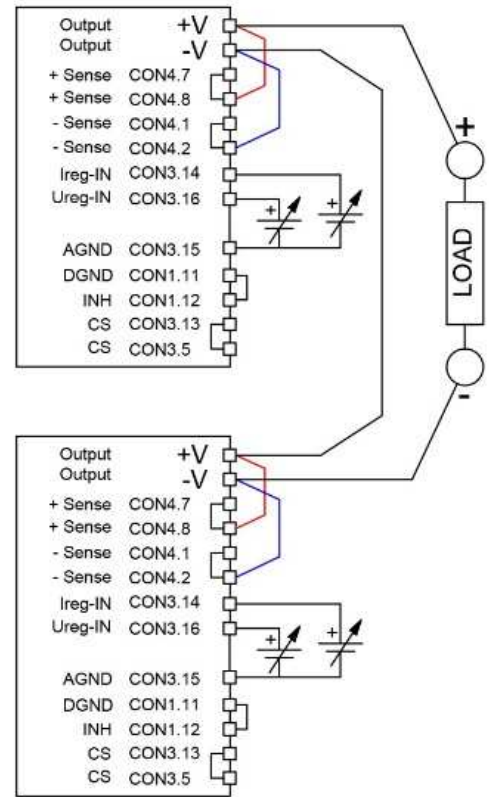 Output +V
Output -V
+ Sense CON4.7
+ Sense CON4.8
- Sense CON4.1
- Sense CON4.2
Ireg-IN CON3.14
Ureg-IN CON3.16
+ +
AGND CON3.15
DGND CON1.11
INH CON1.12
CS CON3.13
CS CON3.5
+
LOAD
-
Output +V
Output -V
+ Sense CON4.7
+ Sense CON4.8
- Sense CON4.1
- Sense CON4.2
Ireg-IN CON3.14
Ureg-IN CON3.16
+ +
AGND CON3.15
DGND CON1.11
INH CON1.12
CS CON3.13
CS CON3.5